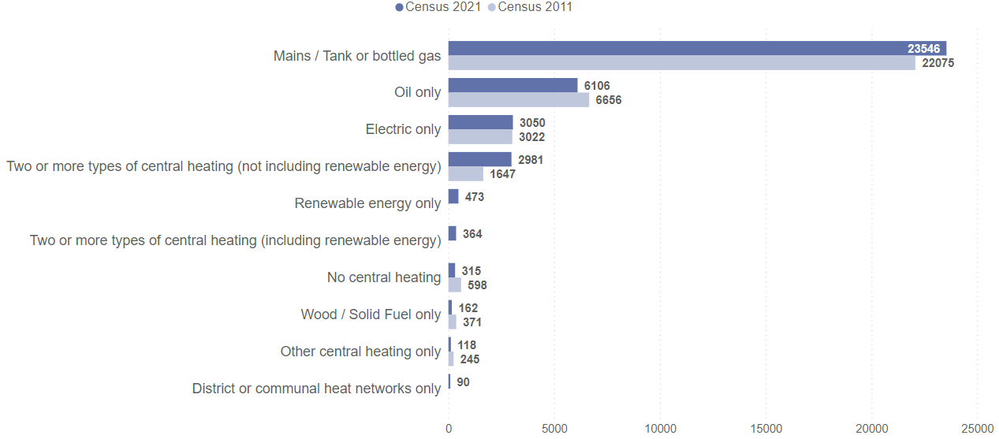 Census 2021 Census 2011
Mains / Tank or bottled gas 23546
22075
Oil only 6106
6656
Electric only 3050
3022
Two or more types of central heating (not including renewable energy) 2981
1647
Renewable energy only 473
Two or more types of central heating (including renewable energy) 364
No central heating 315
598
Wood / Solid Fuel only 162
371
Other central heating only 118
245
District or communal heat networks only 90
0 5000 10000 15000 20000 25000